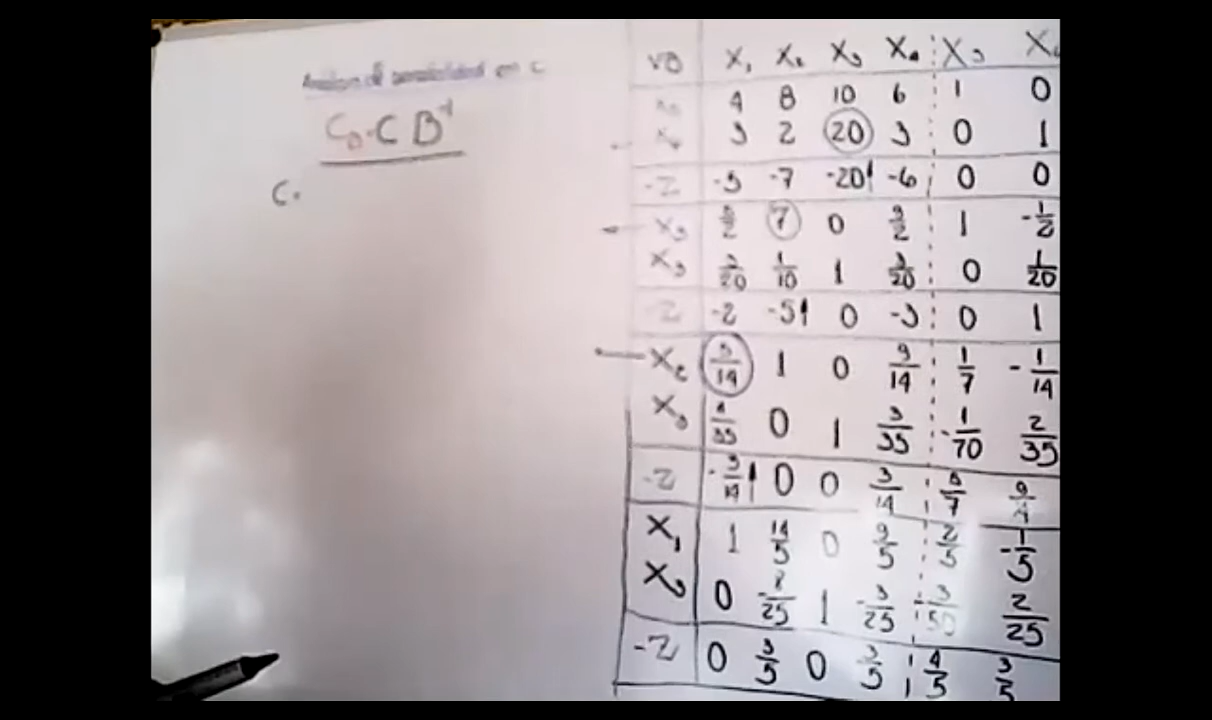 Analisis de sensibilidad en C
C_D.C B⁻¹
C.
VB X₁ X₂ X₃ X₄ X₅ X
X₅ 4 8 10 6 1 0
X₆ 3 2 20 3 0 1
-Z -5 -7 -20 -6 0 0
X₅ 5/2 7 0 9/2 1 -1/2
X₃ 3/20 1/10 1 3/20 0 1/20
-Z -2 -5 0 -3 0 1
X₂ 5/14 1 0 9/14 1/7 -1/14
X₃ 4/35 0 1 3/35 -1/70 2/35
-Z -3/14 0 0 3/14 5/7 9/14
X₁ 1 14/5 0 9/5 2/5 -1/5
X₃ 0 -8/25 1 -3/25 -3/50 2/25
-Z 0 3/5 0 3/5 4/5 3/5